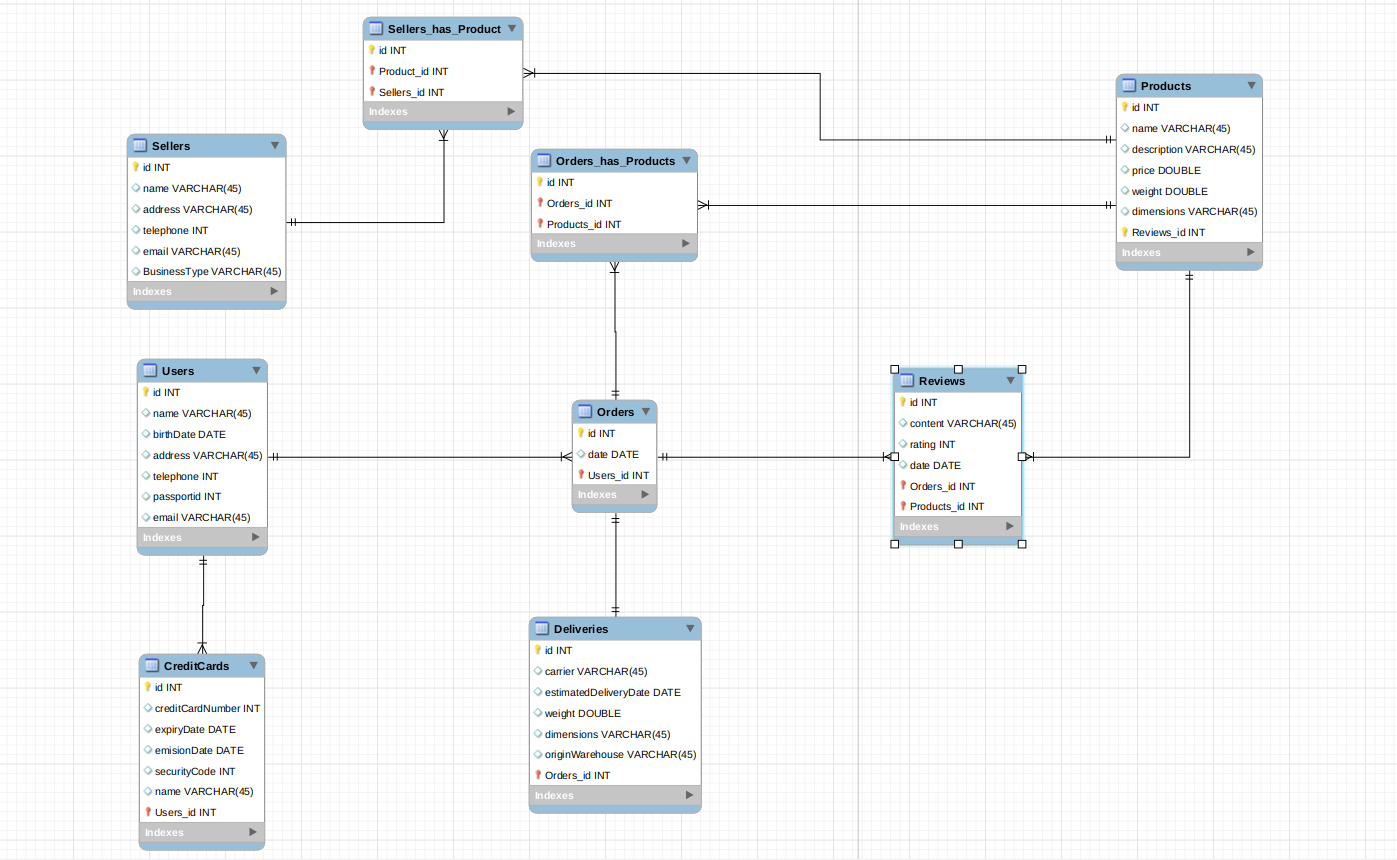 Sellers_has_Product
id INT
Product_id INT
Sellers_id INT
Indexes
Products
id INT
name VARCHAR(45)
description VARCHAR(45)
price DOUBLE
weight DOUBLE
dimensions VARCHAR(45)
Reviews_id INT
Indexes
Sellers
id INT
name VARCHAR(45)
address VARCHAR(45)
telephone INT
email VARCHAR(45)
BusinessType VARCHAR(45)
Indexes
Orders_has_Products
id INT
Orders_id INT
Products_id INT
Indexes
Users
id INT
name VARCHAR(45)
birthDate DATE
address VARCHAR(45)
telephone INT
passportid INT
email VARCHAR(45)
Indexes
Orders
id INT
date DATE
Users_id INT
Indexes
Reviews
id INT
content VARCHAR(45)
rating INT
date DATE
Orders_id INT
Products_id INT
Indexes
CreditCards
id INT
creditCardNumber INT
expiryDate DATE
emisionDate DATE
securityCode INT
name VARCHAR(45)
Users_id INT
Indexes
Deliveries
id INT
carrier VARCHAR(45)
estimatedDeliveryDate DATE
weight DOUBLE
dimensions VARCHAR(45)
originWarehouse VARCHAR(45)
Orders_id INT
Indexes